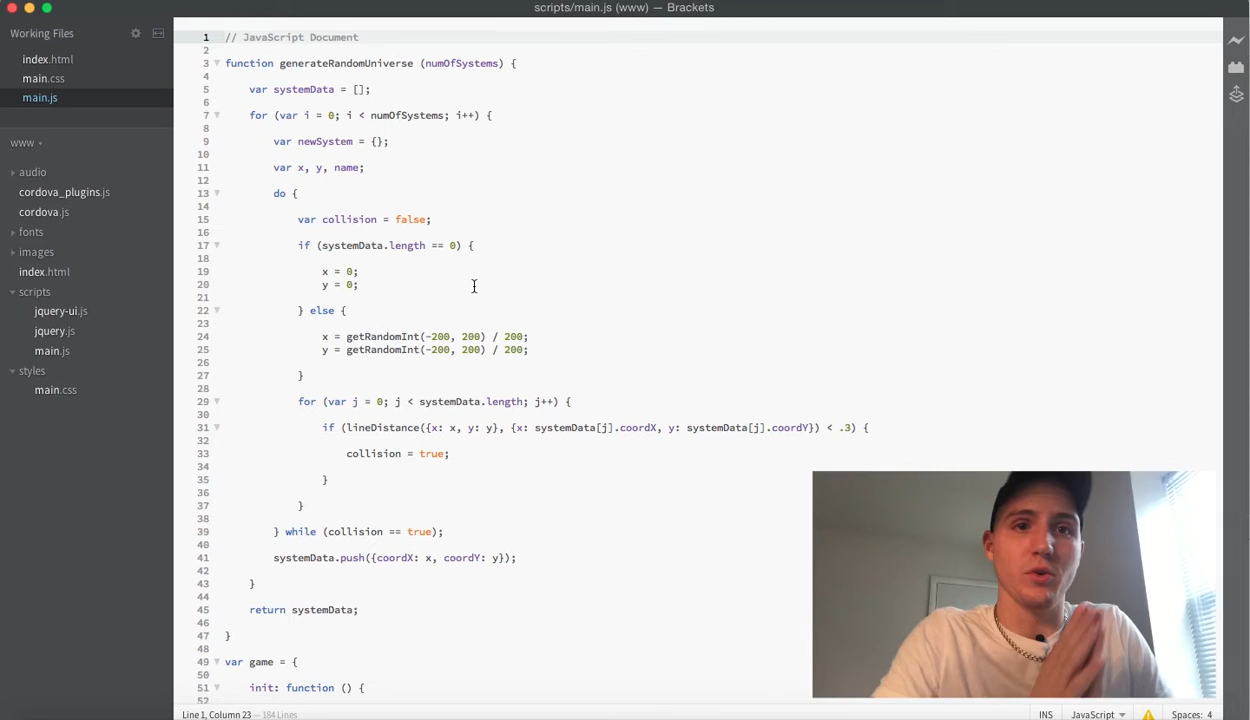 scripts/main.js (www) — Brackets
Working Files
index.html
main.css
main.js
www
audio
cordova_plugins.js
cordova.js
fonts
images
index.html
scripts
jquery-ui.js
jquery.js
main.js
styles
main.css
1 // JavaScript Document
2
3 function generateRandomUniverse (numOfSystems) {
4
5 var systemData = [];
6
7 for (var i = 0; i < numOfSystems; i++) {
8
9 var newSystem = {};
10
11 var x, y, name;
12
13 do {
14
15 var collision = false;
16
17 if (systemData.length == 0) {
18
19 x = 0;
20 y = 0;
21
22 } else {
23
24 x = getRandomInt(-200, 200) / 200;
25 y = getRandomInt(-200, 200) / 200;
26
27 }
28
29 for (var j = 0; j < systemData.length; j++) {
30
31 if (lineDistance({x: x, y: y}, {x: systemData[j].coordX, y: systemData[j].coordY}) < .3) {
32
33 collision = true;
34
35 }
36
37 }
38
39 } while (collision == true);
40
41 systemData.push({coordX: x, coordY: y});
42
43 }
44
45 return systemData;
46
47 }
48
49 var game = {
50
51 init: function () {
52
Line 1, Column 23 — 184 Lines
INS
JavaScript
Spaces: 4